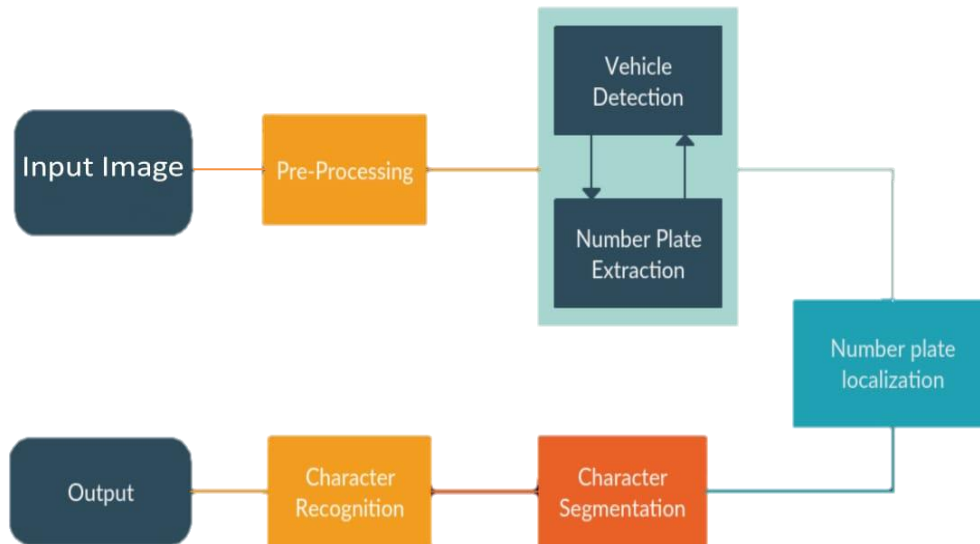 Input Image
Pre-Processing
Vehicle
Detection
Number Plate
Extraction
Number plate
localization
Character
Segmentation
Character
Recognition
Output